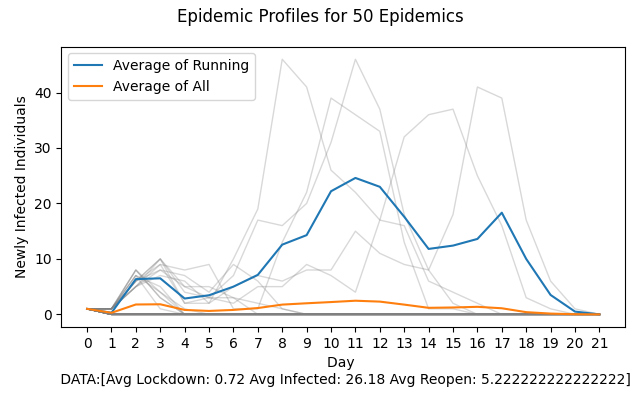 Epidemic Profiles for 50 Epidemics
Average of Running
Average of All
Newly Infected Individuals
40
30
20
10
0
0 1 2 3 4 5 6 7 8 9 10 11 12 13 14 15 16 17 18 19 20 21
Day
DATA:[Avg Lockdown: 0.72 Avg Infected: 26.18 Avg Reopen: 5.222222222222222]